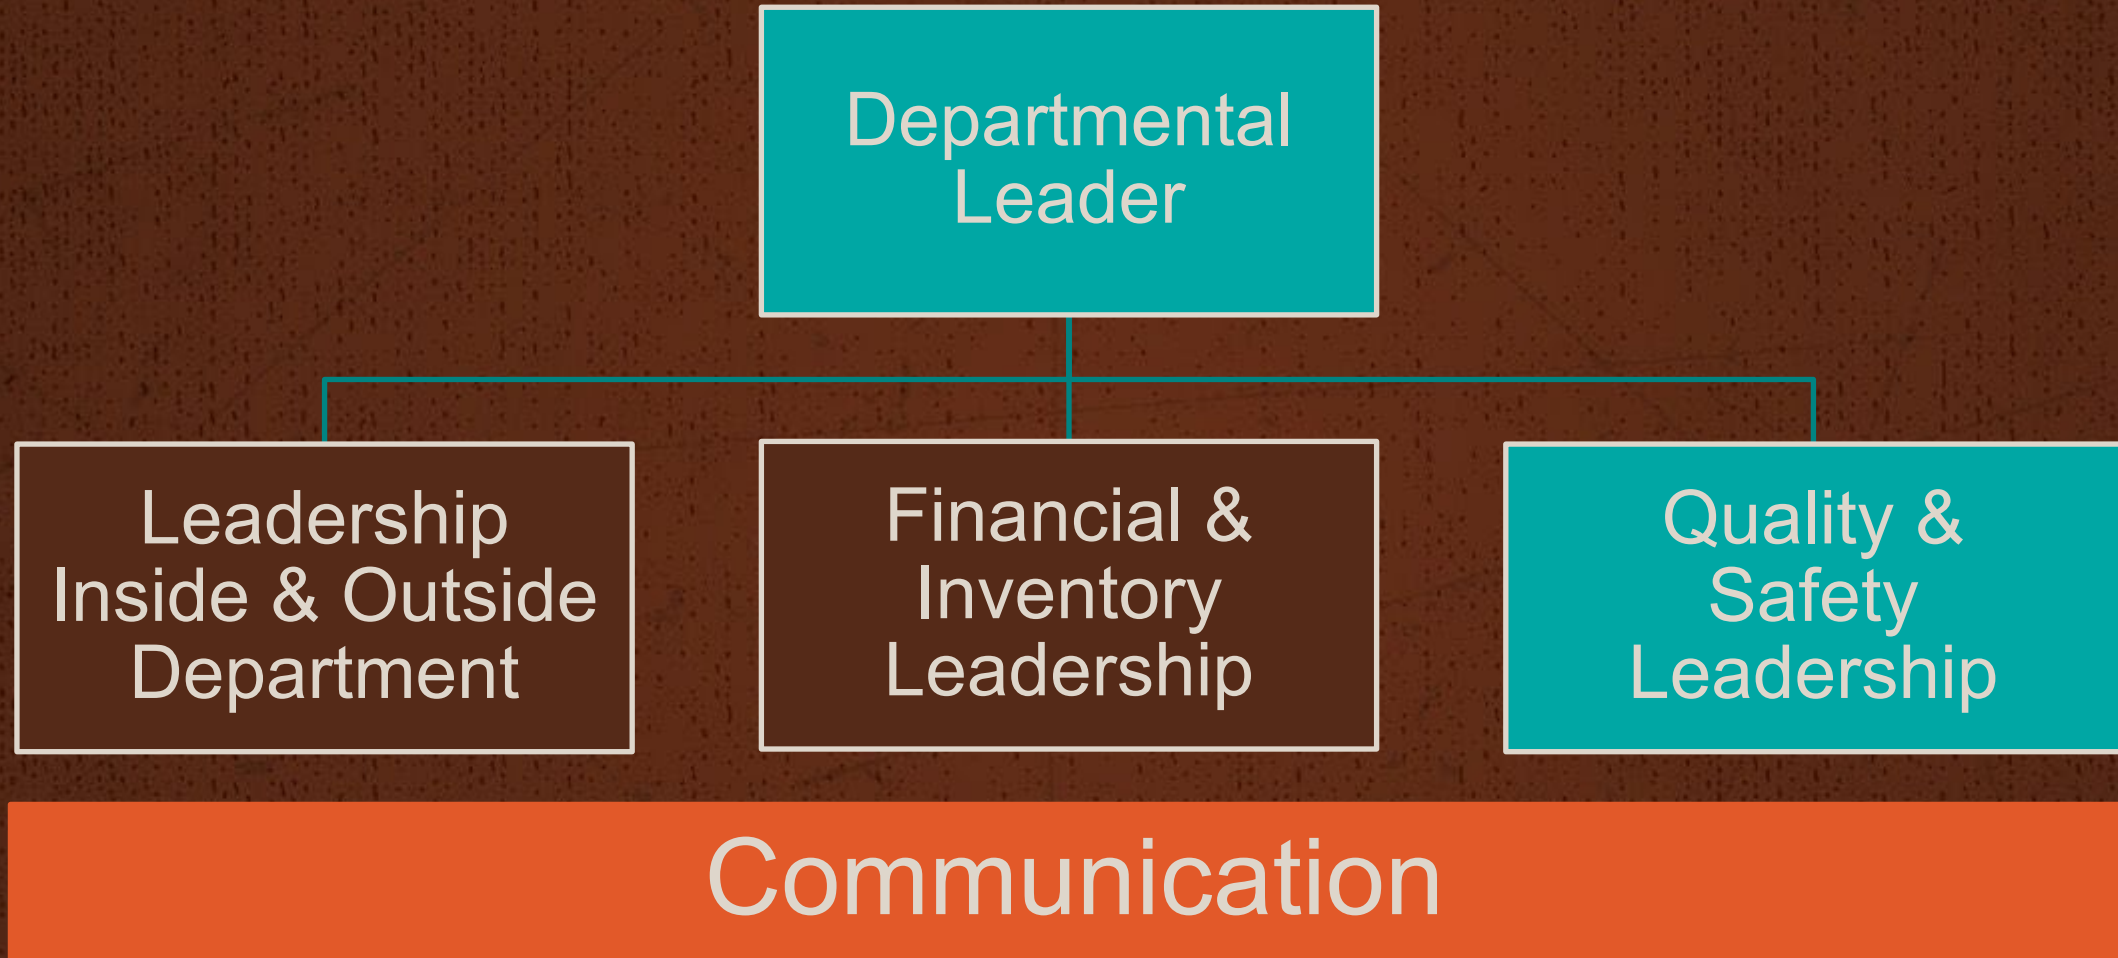 Departmental
Leader
Leadership
Inside & Outside
Department
Financial &
Inventory
Leadership
Quality &
Safety
Leadership
Communication